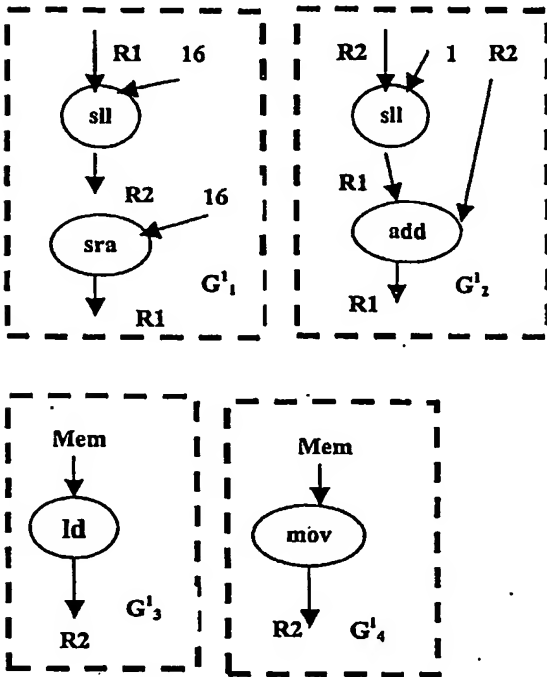 R1 16
sll
R2 16
sra
G¹₁
R1
R2 1 R2
sll
R1
add
G¹₂
R1
Mem
ld
G¹₃
R2
Mem
mov
R2 G¹₄